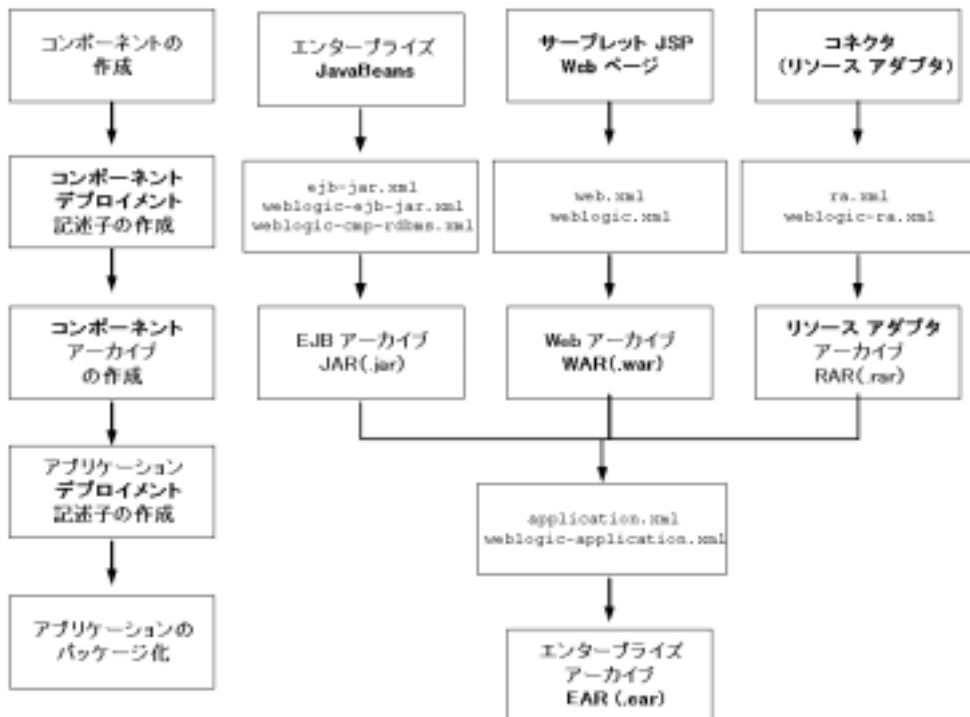 コンポーネントの
作成
エンタープライズ
JavaBeans
サーブレット JSP
Web ページ
コネクタ
(リソース アダプタ)
コンポーネント
デプロイメント
記述子の作成
ejb-jar.xml
weblogic-ejb-jar.xml
weblogic-cmp-rdbms.xml
web.xml
weblogic.xml
ra.xml
weblogic-ra.xml
コンポーネント
アーカイブ
の作成
EJB アーカイブ
JAR(.jar)
Web アーカイブ
WAR(.war)
リソース アダプタ
アーカイブ
RAR(.rar)
アプリケーション
デプロイメント
記述子の作成
application.xml
weblogic-application.xml
アプリケーションの
パッケージ化
エンタープライズ
アーカイブ
EAR (.ear)